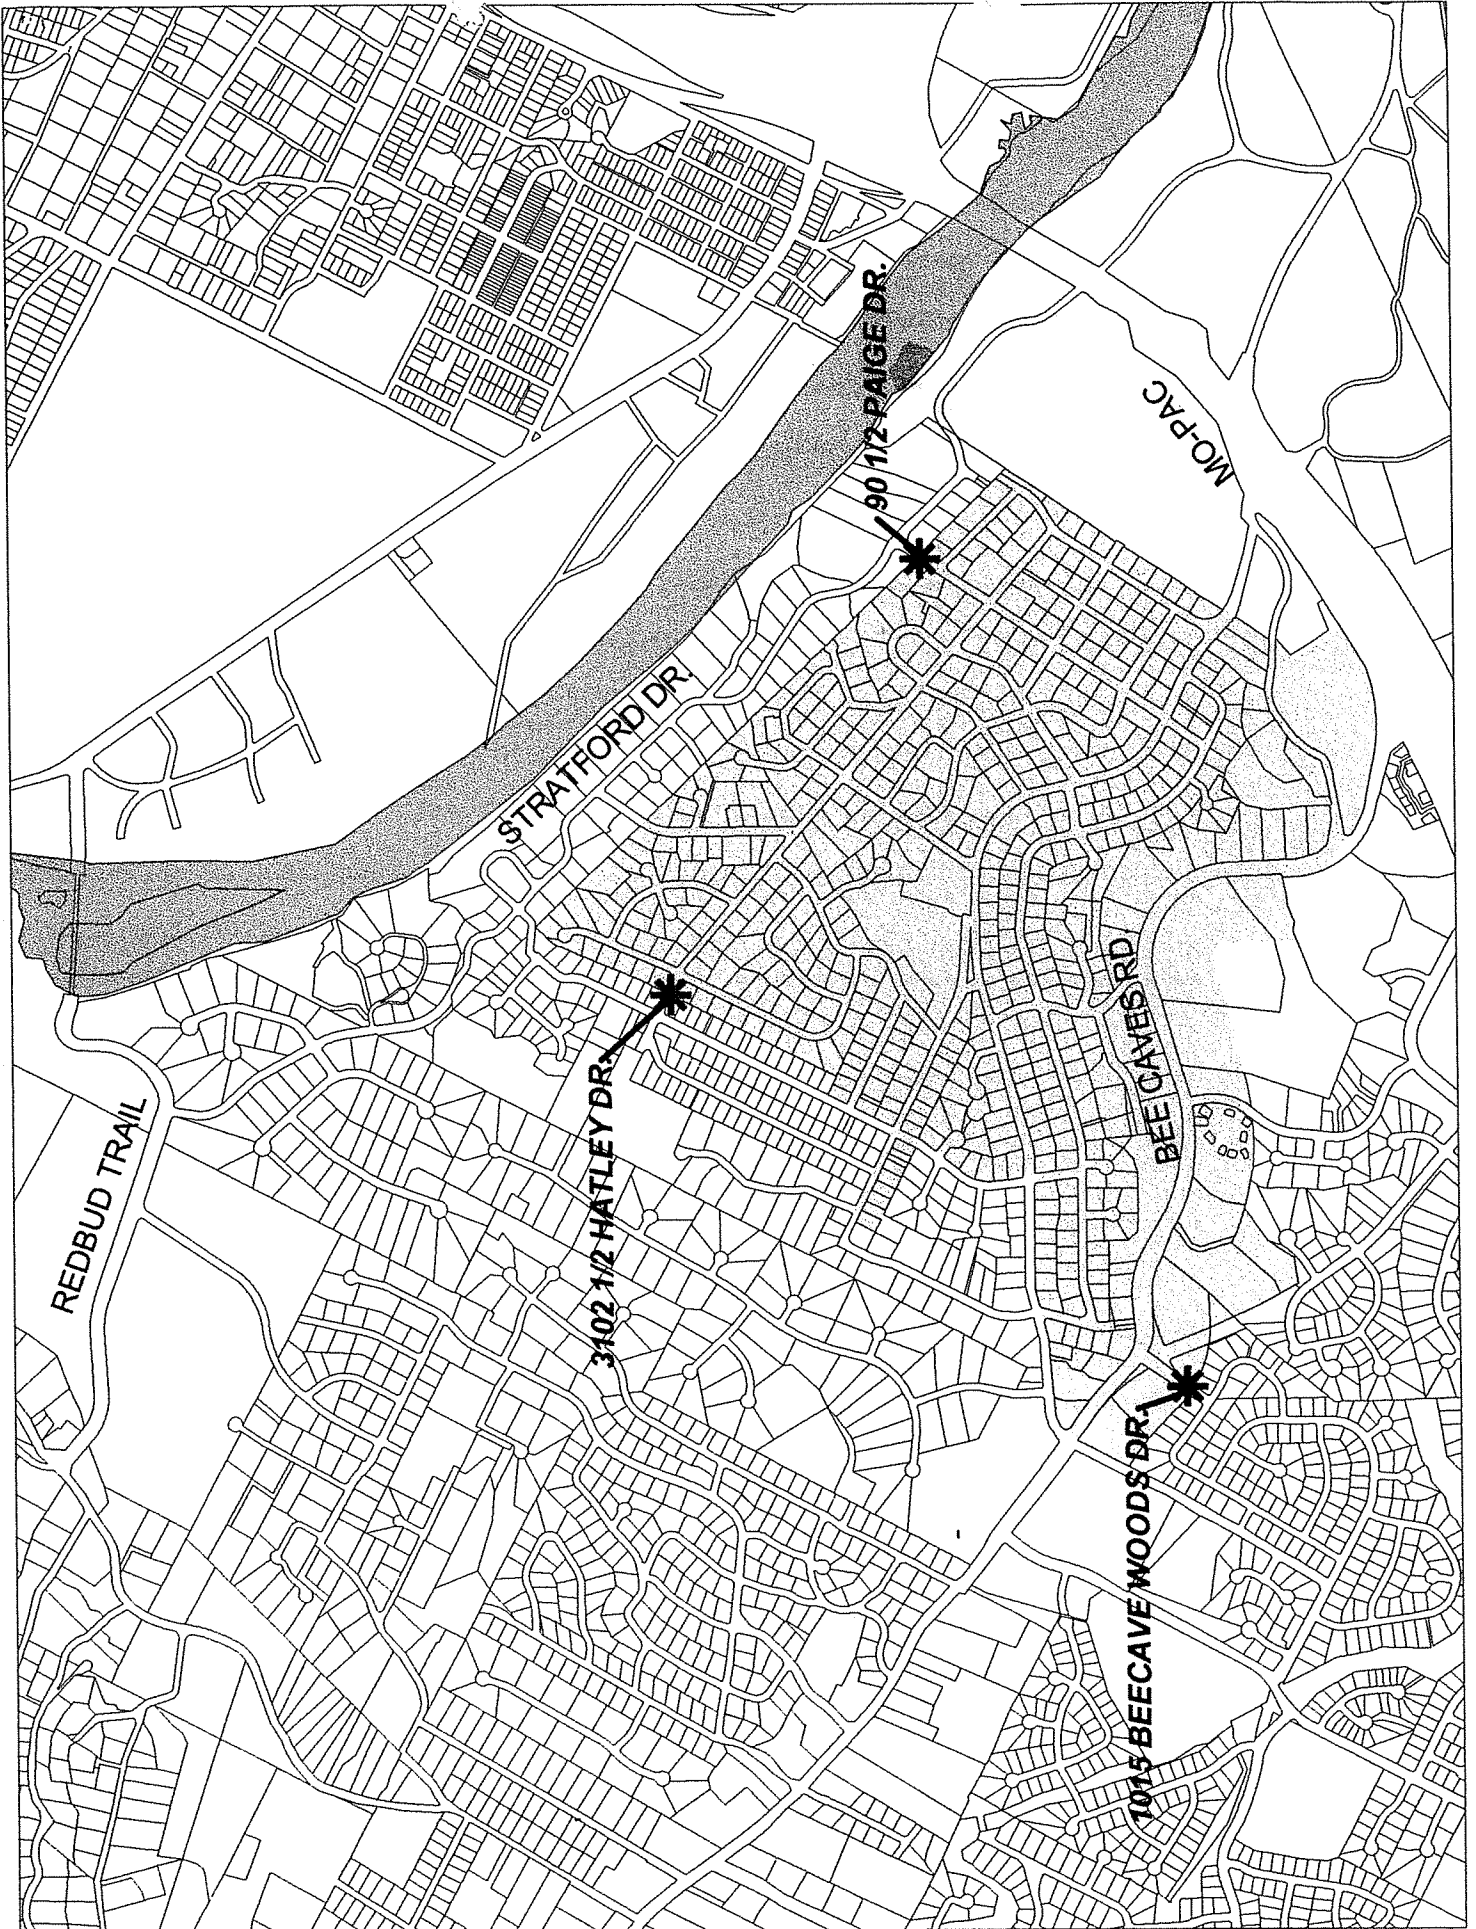 REDBUD TRAIL
STRATFORD DR.
3102 1/2 HATLEY DR.
90 1/2 PAIGE DR.
MO-PAC
BEE CAVES RD.
1015 BEECAVE WOODS DR.